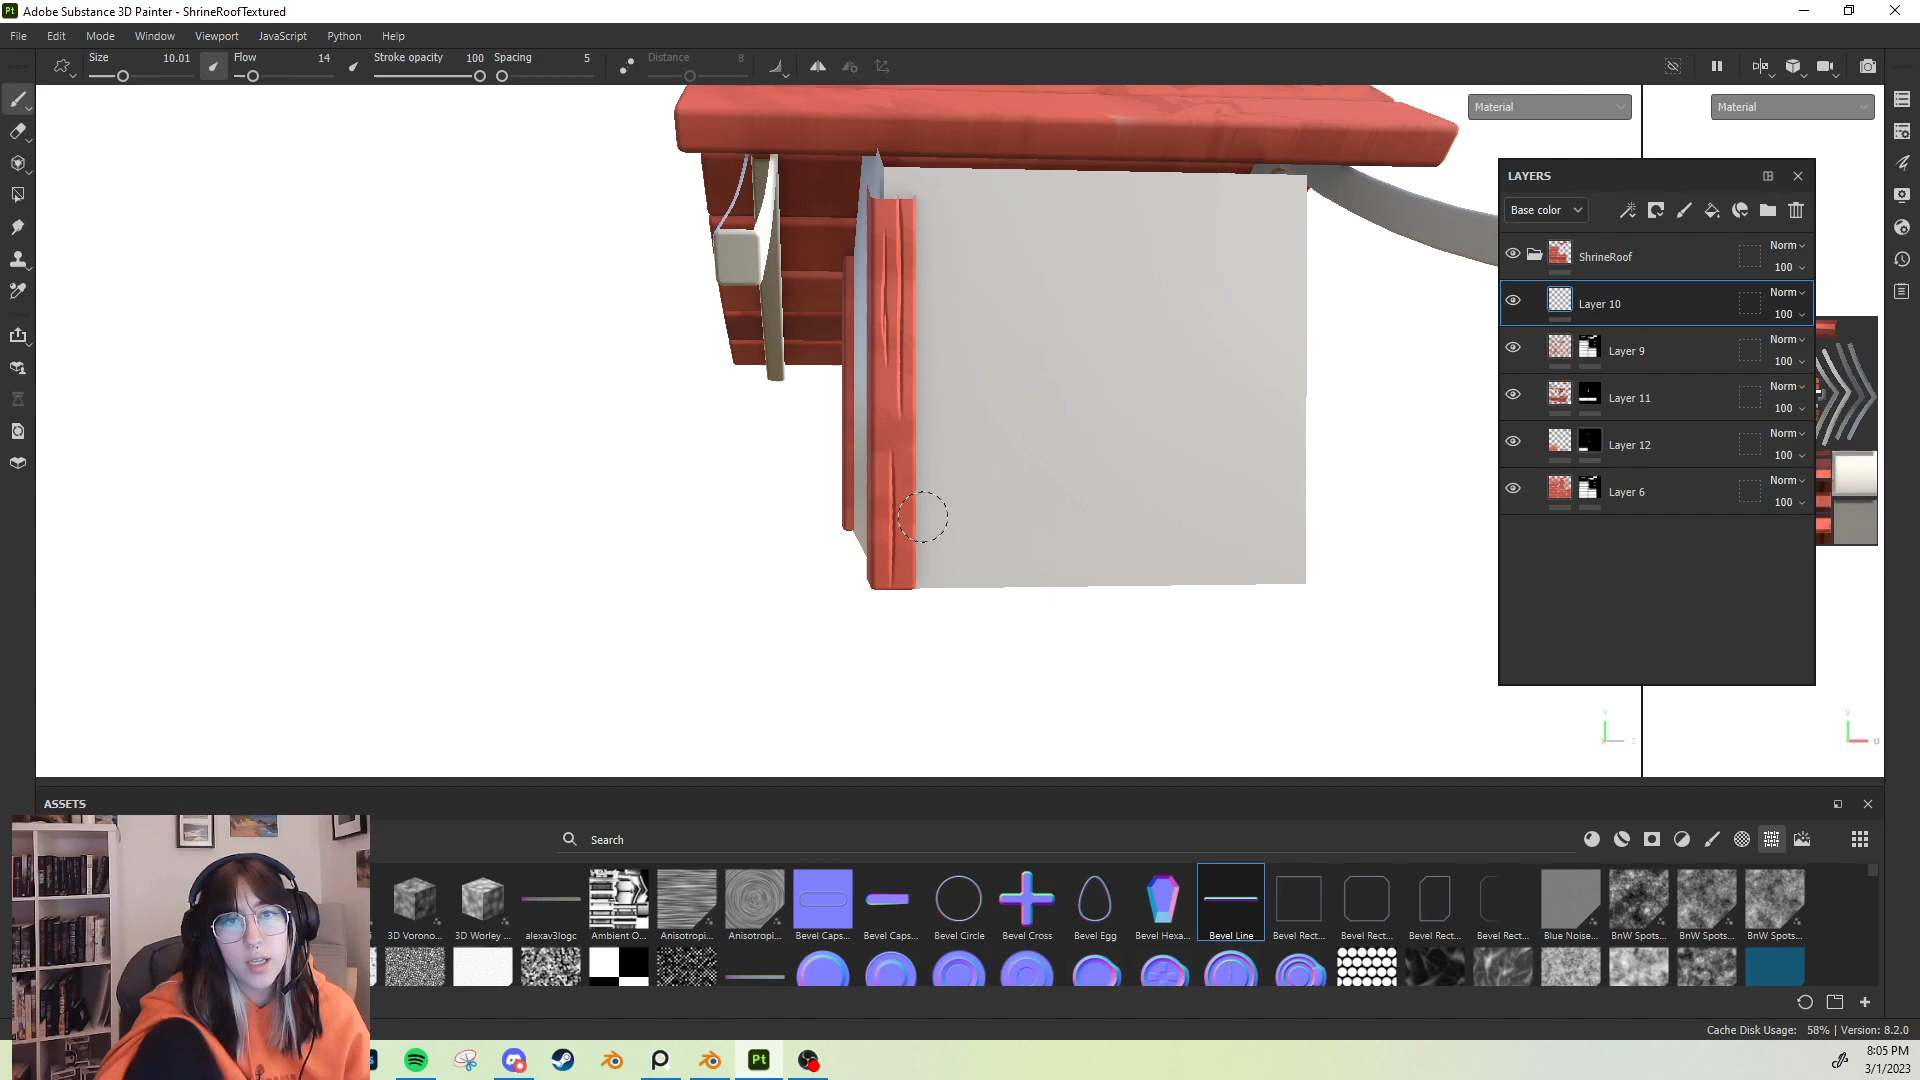 Pt Adobe Substance 3D Painter - ShrineRoofTextured
File Edit Mode Window Viewport JavaScript Python Help
Size 10.01 Flow 14 Stroke opacity 100 Spacing 5 Distance 8
Material
Material
LAYERS
Base color
ShrineRoof Norm 100
Layer 10 Norm 100
Layer 9 Norm 100
Layer 11 Norm 100
Layer 12 Norm 100
Layer 6 Norm 100
Y
Z
U
ASSETS
Search
3D Vorono... 3D Worley ... alexav3logc Ambient O... Anisotropi... Anisotropi... Bevel Caps... Bevel Caps... Bevel Circle Bevel Cross Bevel Egg Bevel Hexa... Bevel Line Bevel Rect... Bevel Rect... Bevel Rect... Bevel Rect... Blue Noise... BnW Spots... BnW Spots... BnW Spots...
Cache Disk Usage: 58% | Version: 8.2.0
Pt
8:05 PM
3/1/2023